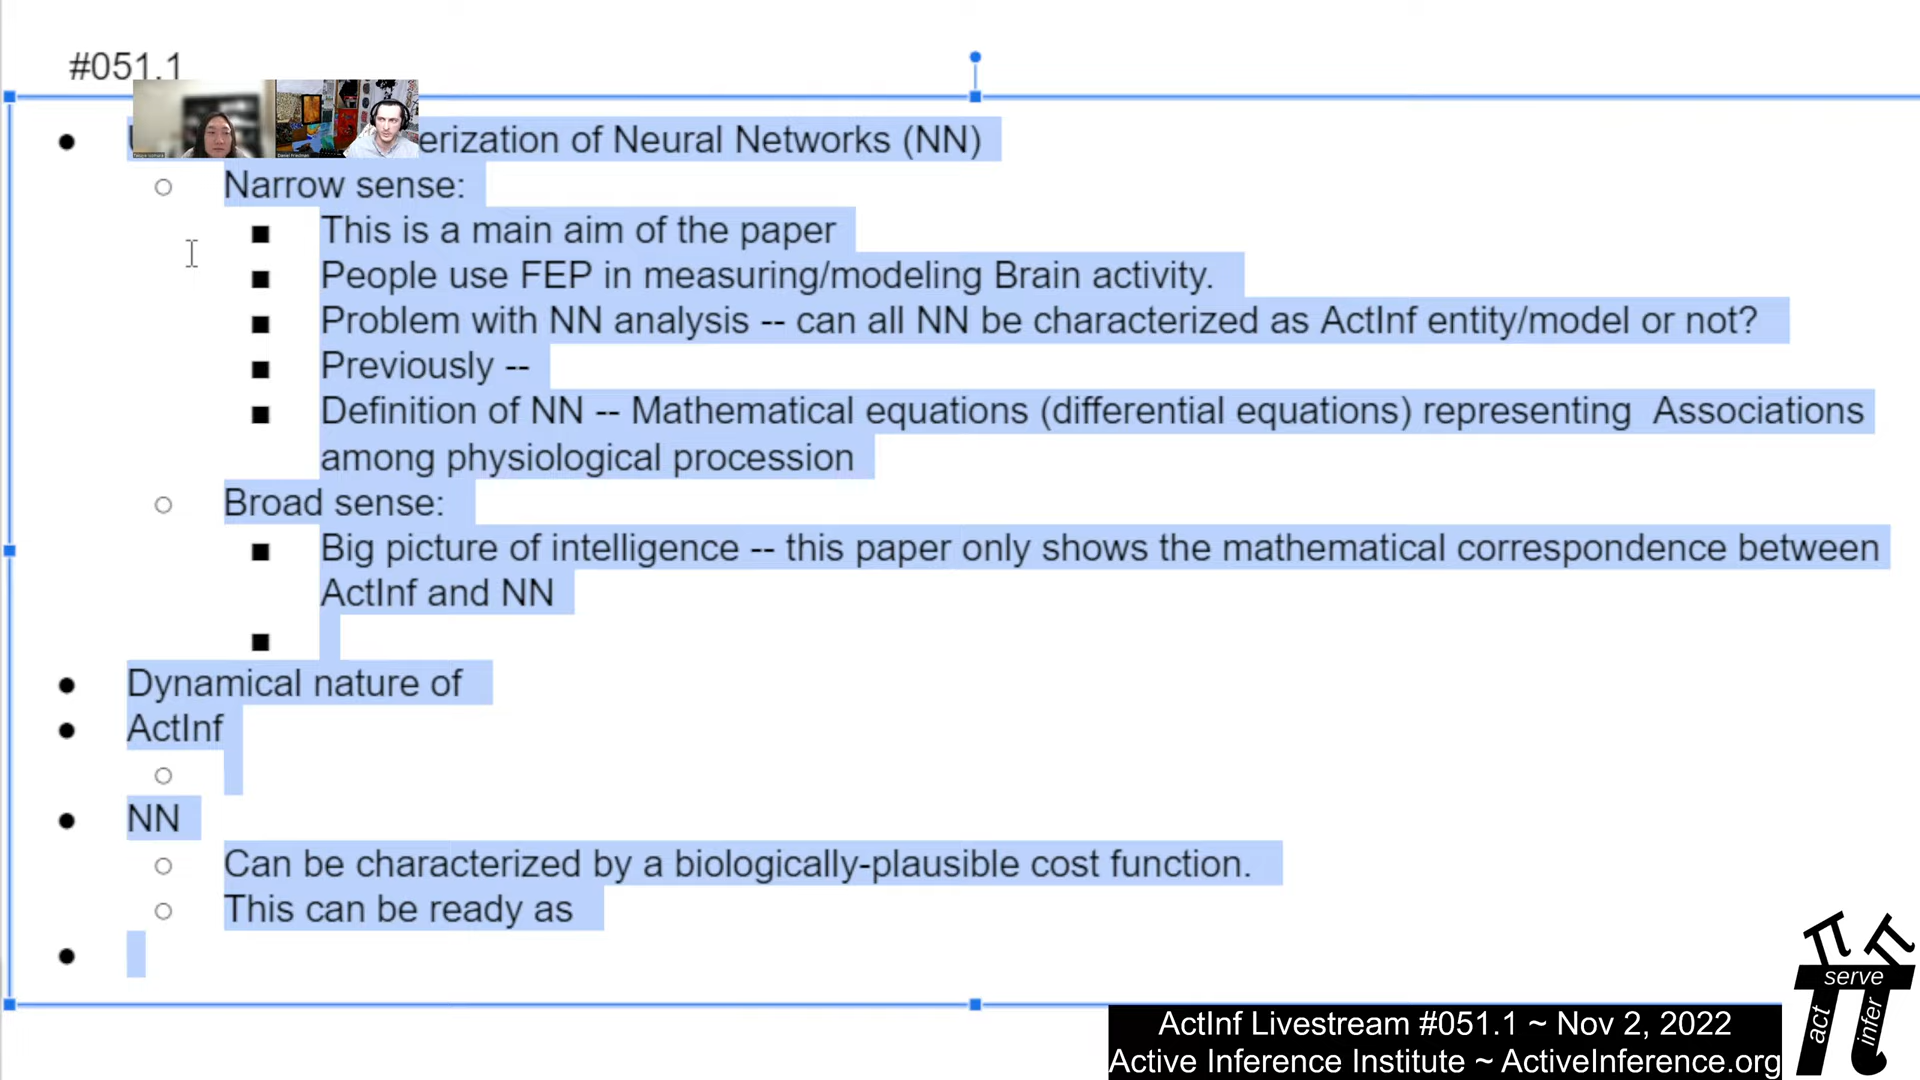 #051.1
erization of Neural Networks (NN)
Narrow sense:
This is a main aim of the paper
People use FEP in measuring/modeling Brain activity.
Problem with NN analysis -- can all NN be characterized as ActInf entity/model or not?
Previously --
Definition of NN -- Mathematical equations (differential equations) representing  Associations
among physiological procession
Broad sense:
Big picture of intelligence -- this paper only shows the mathematical correspondence between
ActInf and NN
Dynamical nature of
ActInf
NN
Can be characterized by a biologically-plausible cost function.
This can be ready as
serve
act
infer
ActInf Livestream #051.1 ~ Nov 2, 2022
Active Inference Institute ~ ActiveInference.org